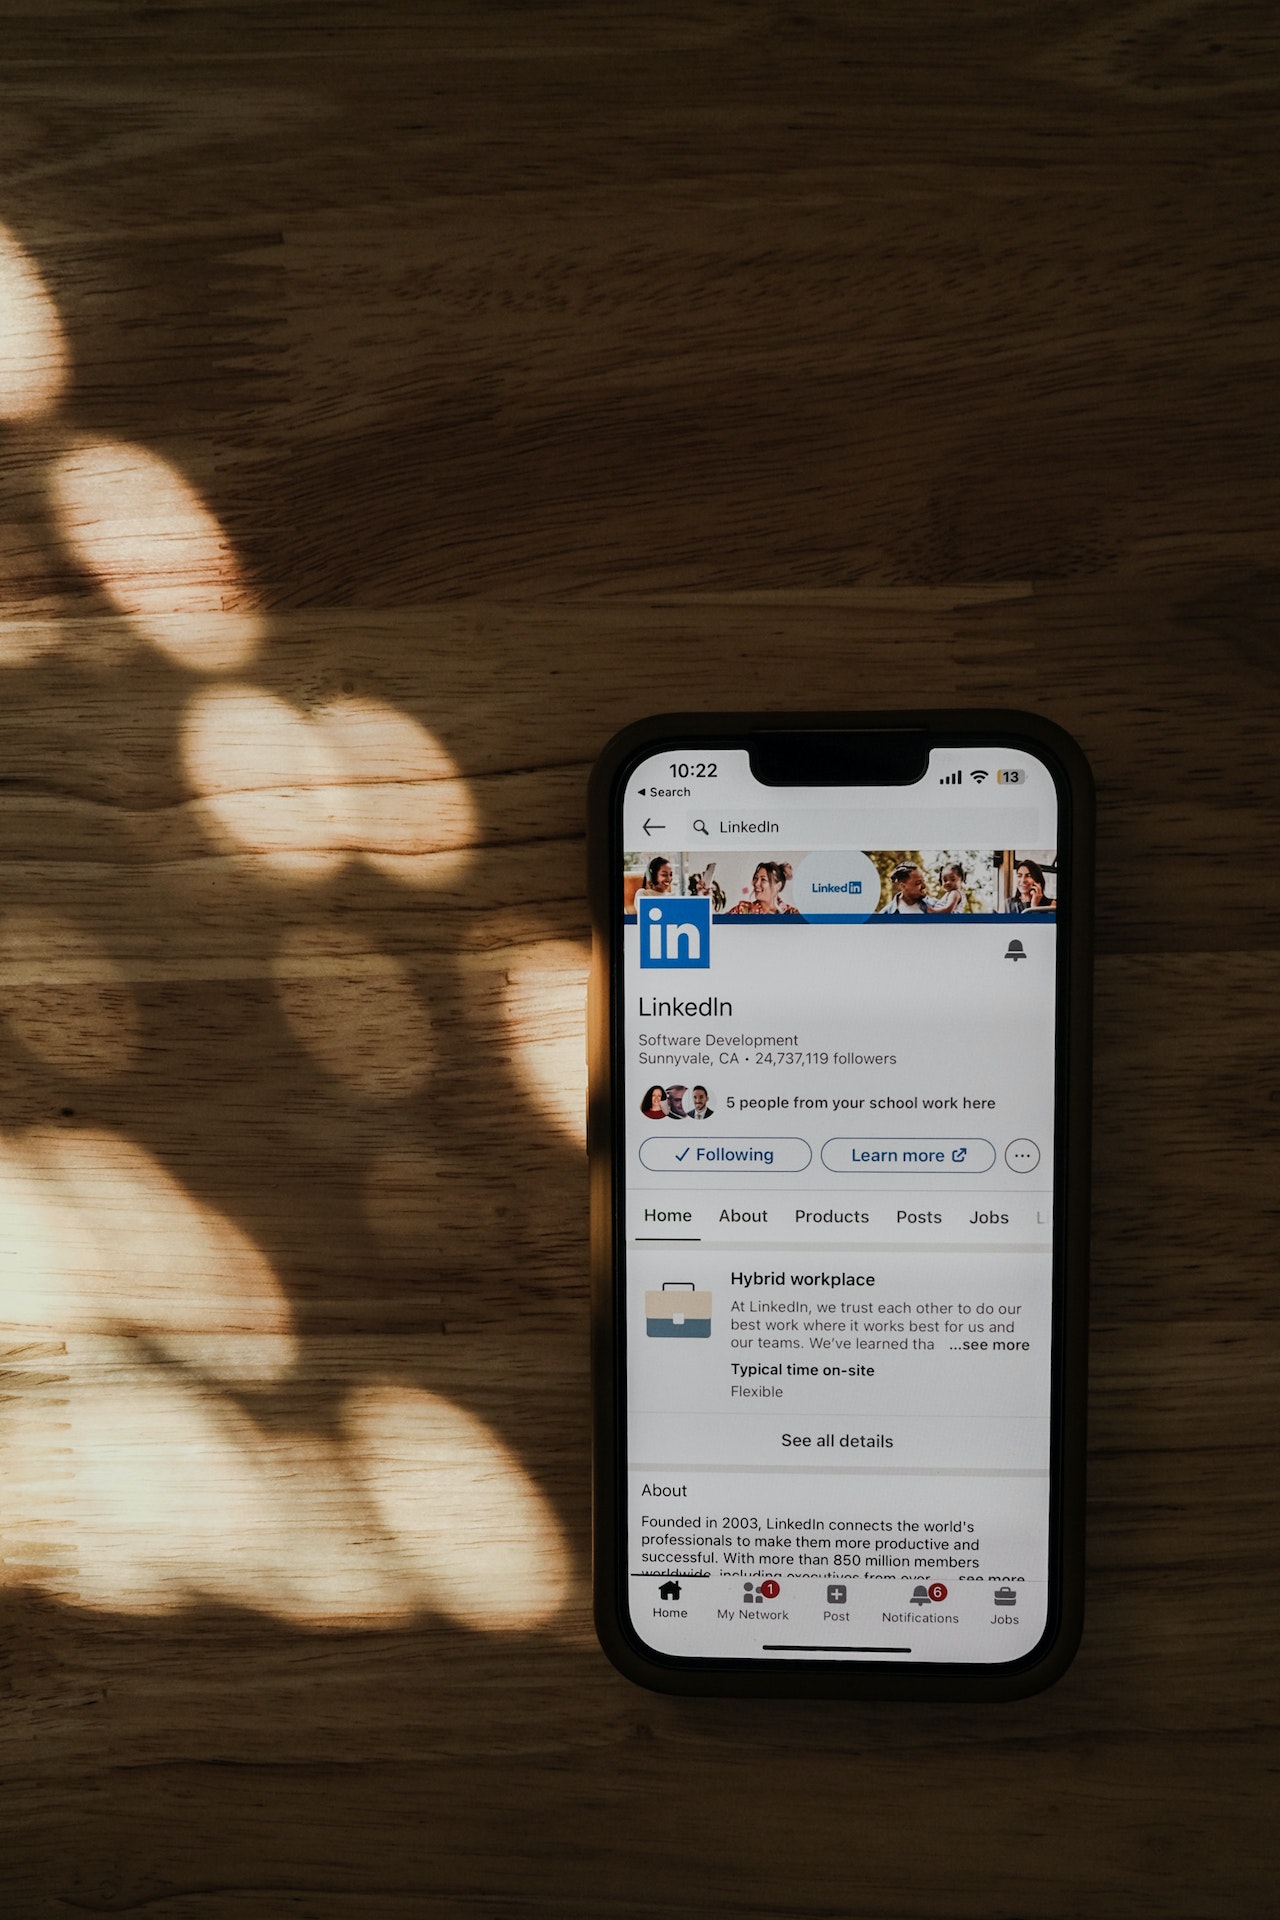 10:22
13
◀ Search
LinkedIn
Linked in
in
LinkedIn
Software Development
Sunnyvale, CA • 24,737,119 followers
5 people from your school work here
✓ Following
Learn more
Home About Products Posts Jobs
Hybrid workplace
At LinkedIn, we trust each other to do our
best work where it works best for us and
our teams. We've learned tha ...see more
Typical time on-site
Flexible
See all details
About
Founded in 2003, LinkedIn connects the world's
professionals to make them more productive and
successful. With more than 850 million members
worldwide, including executives from over ... see more
1
6
Home My Network Post Notifications Jobs